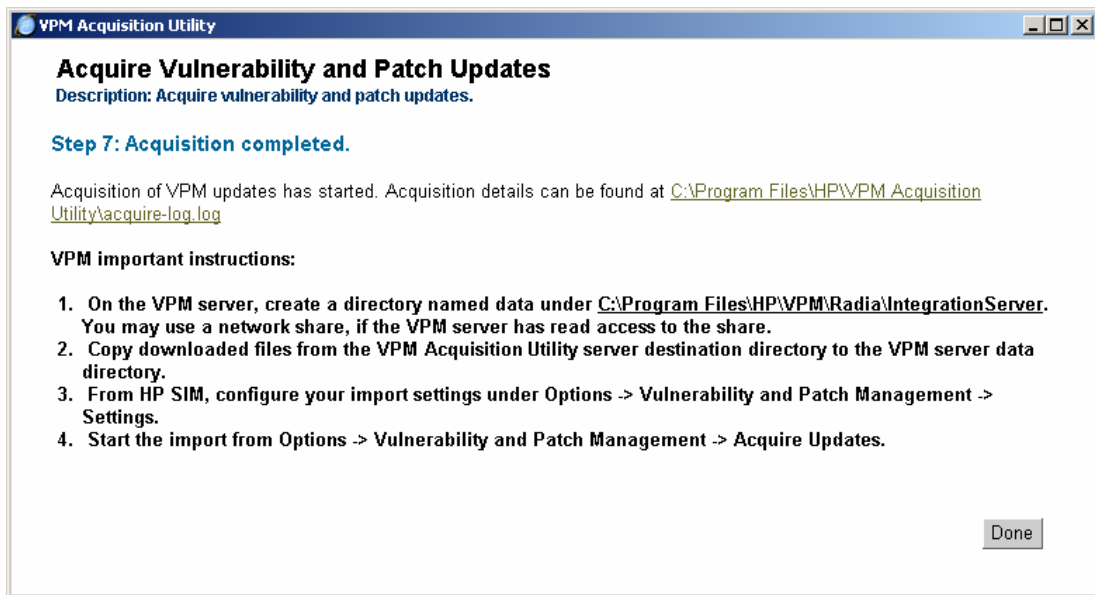 VPM Acquisition Utility
Acquire Vulnerability and Patch Updates
Description: Acquire vulnerability and patch updates.
Step 7: Acquisition completed.
Acquisition of VPM updates has started. Acquisition details can be found at C:\Program Files\HP\VPM Acquisition
Utility\acquire-log.log
VPM important instructions:
1. On the VPM server, create a directory named data under C:\Program Files\HP\VPM\Radia\IntegrationServer.
You may use a network share, if the VPM server has read access to the share.
2. Copy downloaded files from the VPM Acquisition Utility server destination directory to the VPM server data
directory.
3. From HP SIM, configure your import settings under Options -> Vulnerability and Patch Management ->
Settings.
4. Start the import from Options -> Vulnerability and Patch Management -> Acquire Updates.
Done